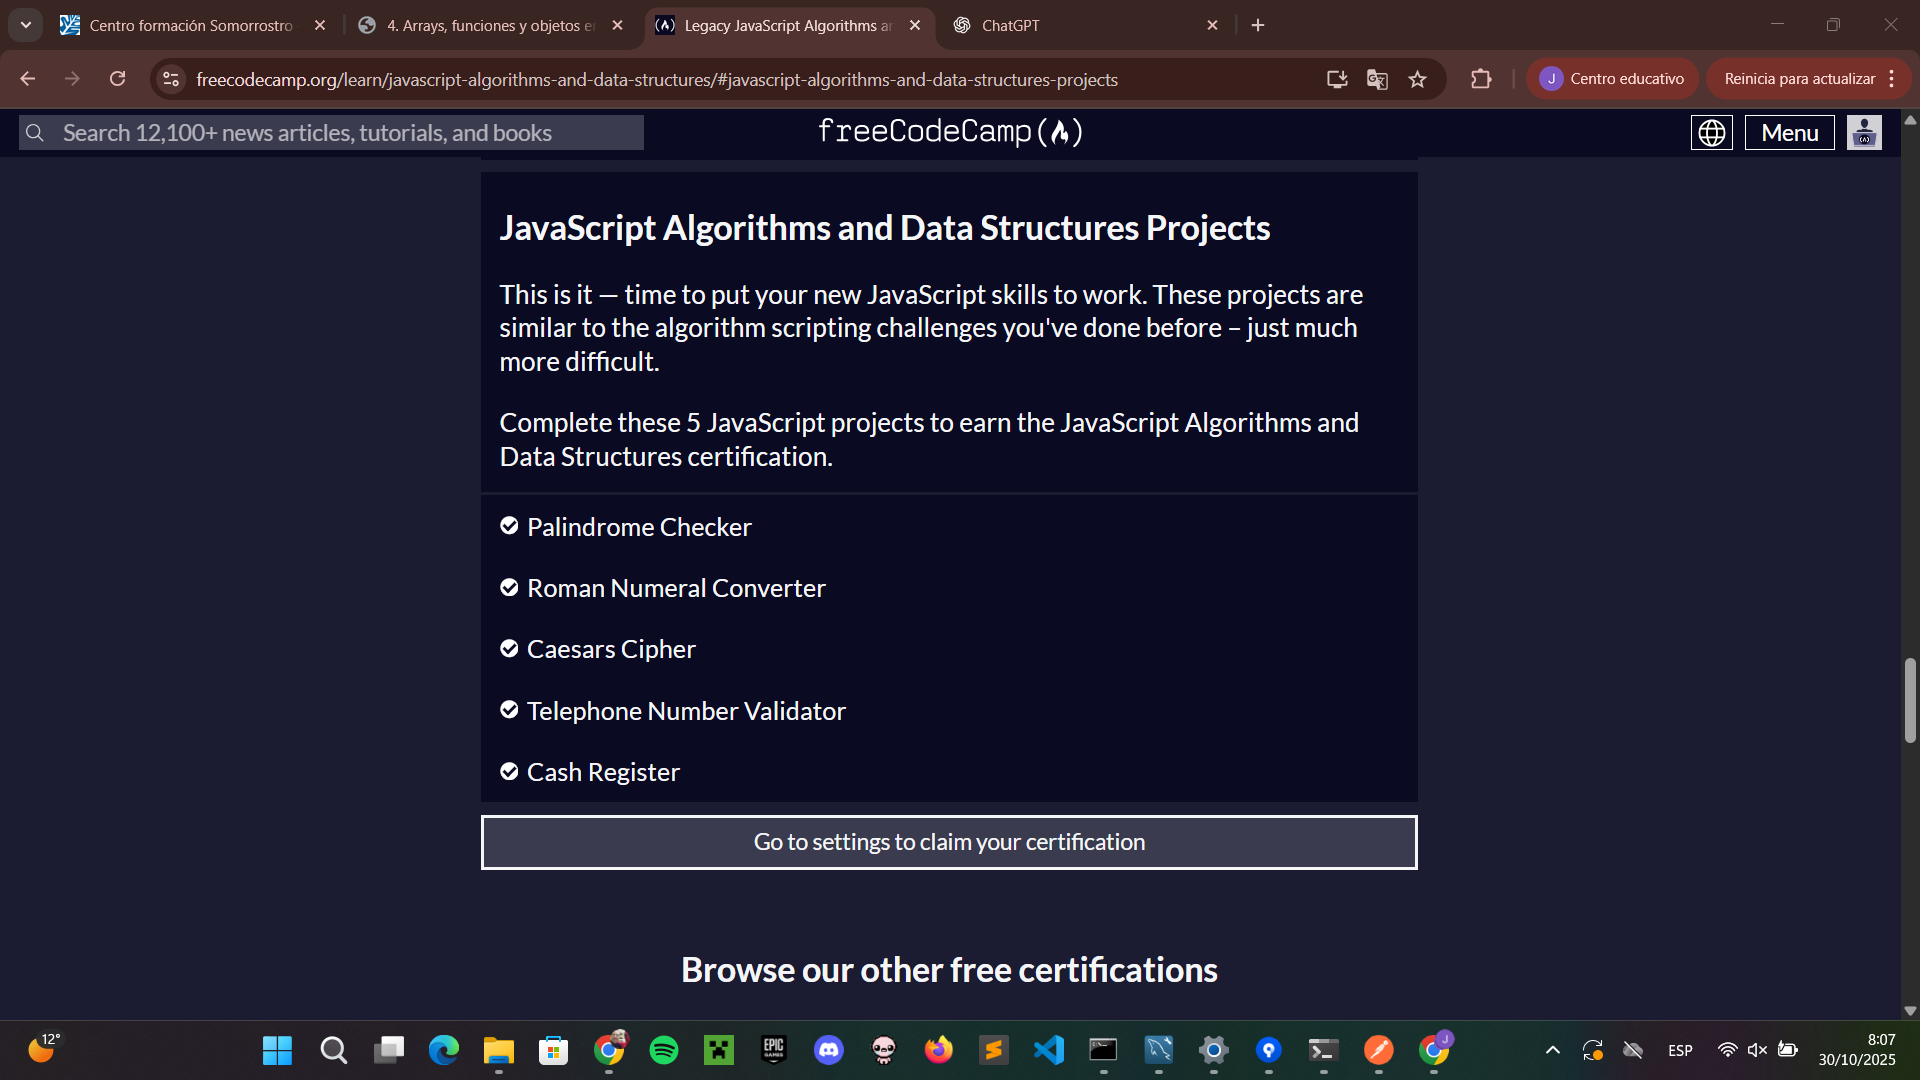 Centro formación Somorrostro
4. Arrays, funciones y objetos e
Legacy JavaScript Algorithms a
ChatGPT
freecodecamp.org/learn/javascript-algorithms-and-data-structures/#javascript-algorithms-and-data-structures-projects
J
Centro educativo
Reinicia para actualizar
Search 12,100+ news articles, tutorials, and books
freeCodeCamp
Menu
JavaScript Algorithms and Data Structures Projects
This is it — time to put your new JavaScript skills to work. These projects are
similar to the algorithm scripting challenges you've done before – just much
more difficult.
Complete these 5 JavaScript projects to earn the JavaScript Algorithms and
Data Structures certification.
Palindrome Checker
Roman Numeral Converter
Caesars Cipher
Telephone Number Validator
Cash Register
Go to settings to claim your certification
Browse our other free certifications
12°
EPIC
GAMES
J
ESP
8:07
30/10/2025